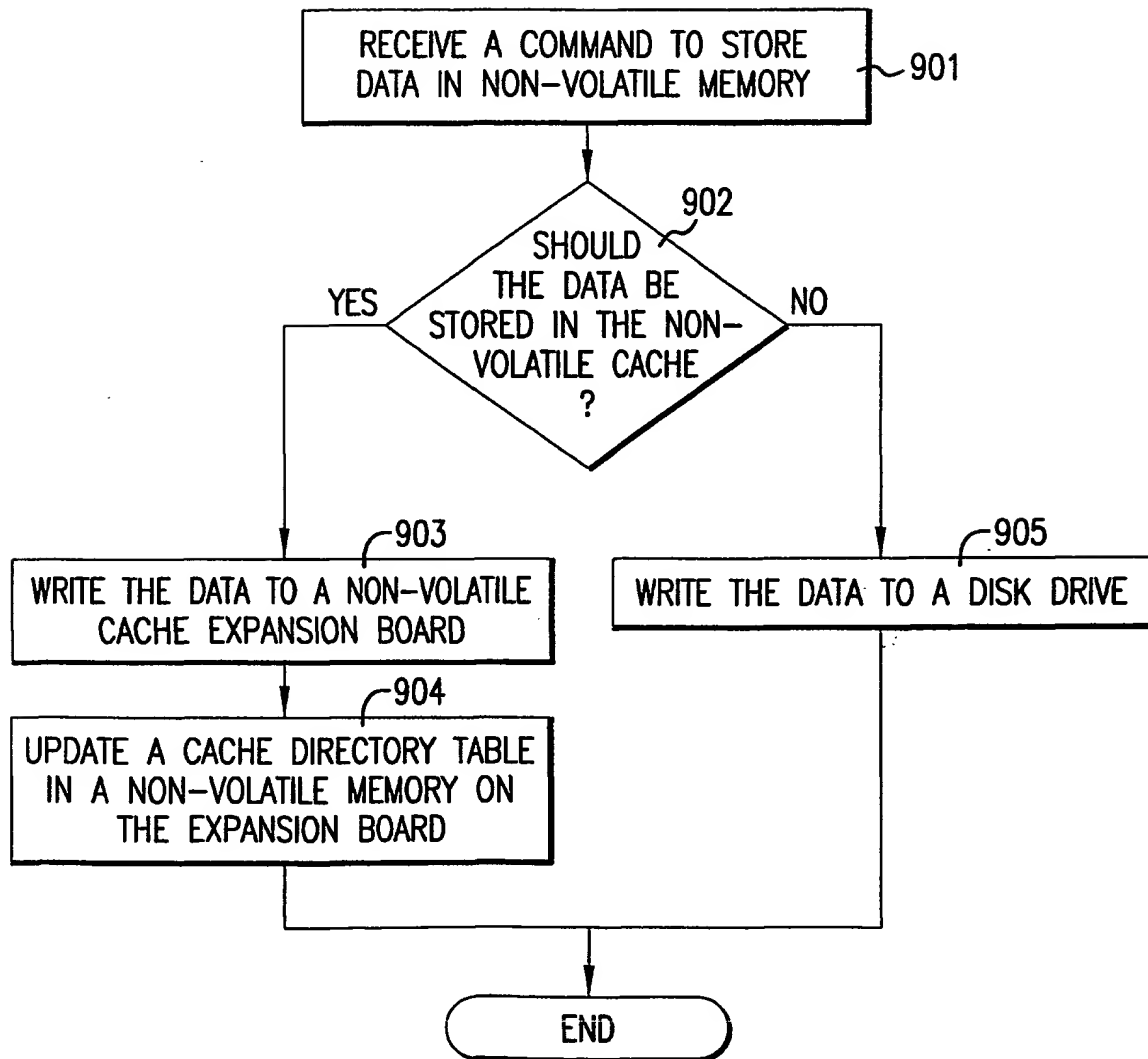 RECEIVE A COMMAND TO STORE
DATA IN NON-VOLATILE MEMORY
901
902
SHOULD
THE DATA BE
STORED IN THE NON-
VOLATILE CACHE
?
YES
NO
903
WRITE THE DATA TO A NON-VOLATILE
CACHE EXPANSION BOARD
905
WRITE THE DATA TO A DISK DRIVE
904
UPDATE A CACHE DIRECTORY TABLE
IN A NON-VOLATILE MEMORY ON
THE EXPANSION BOARD
END